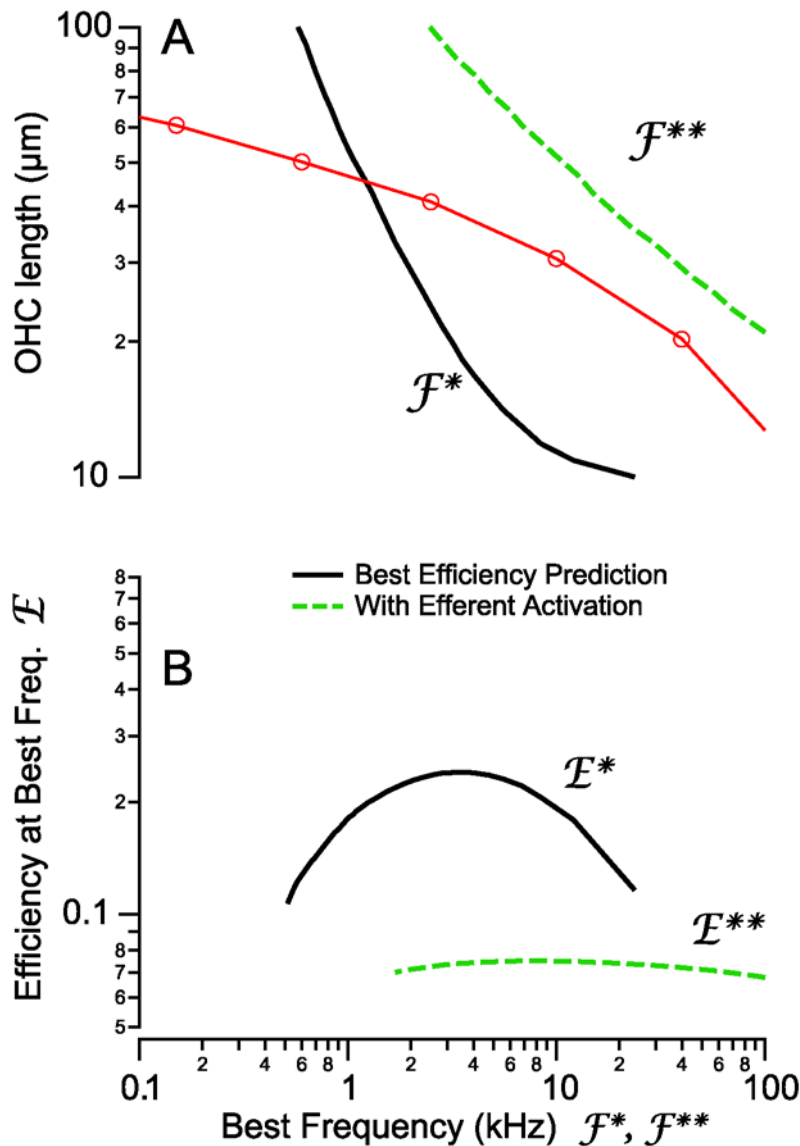 A
100
9
8
7
6
5
4
3
2
10
OHC length (µm)
ℱ**
ℱ*
Best Efficiency Prediction
With Efferent Activation
B
8
7
6
5
4
3
2
0.1
8
7
6
5
Efficiency at Best Freq. ℰ
ℰ*
ℰ**
0.1 2 4 6 8 1 2 4 6 8 10 2 4 6 8 100
Best Frequency (kHz) ℱ*, ℱ**